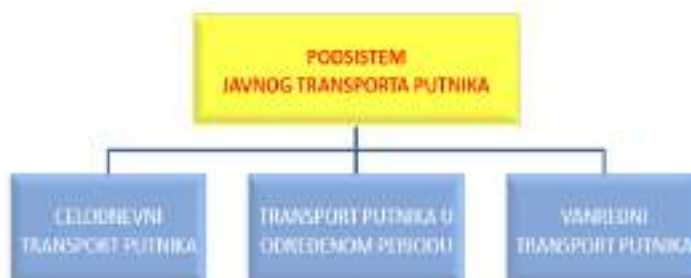 PODSISTEM
JAVNOG TRANSPORTA PUTNIKA
CELODNEVNI
TRANSPORT PUTNIKA
TRANSPORT PUTNIKA U
ODREĐENOM PERIODU
VANREDNI
TRANSPORT PUTNIKA